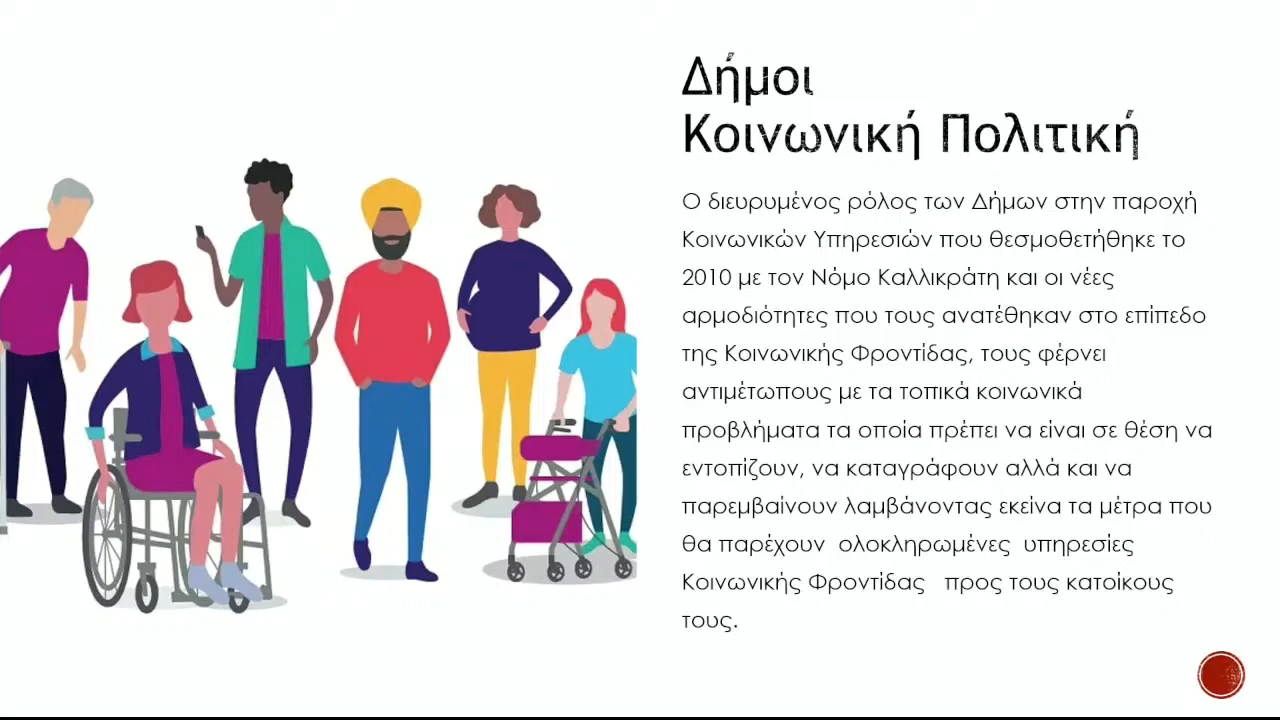 Δήμοι
Κοινωνική Πολιτική
Ο διευρυμένος ρόλος των Δήμων στην παροχή
Κοινωνικών Υπηρεσιών που θεσμοθετήθηκε το
2010 με τον Νόμο Καλλικράτη και οι νέες
αρμοδιότητες που τους ανατέθηκαν στο επίπεδο
της Κοινωνικής Φροντίδας, τους φέρνει
αντιμέτωπους με τα τοπικά κοινωνικά
προβλήματα τα οποία πρέπει να είναι σε θέση να
εντοπίζουν, να καταγράφουν αλλά και να
παρεμβαίνουν λαμβάνοντας εκείνα τα μέτρα που
θα παρέχουν ολοκληρωμένες υπηρεσίες
Κοινωνικής Φροντίδας προς τους κατοίκους
τους.